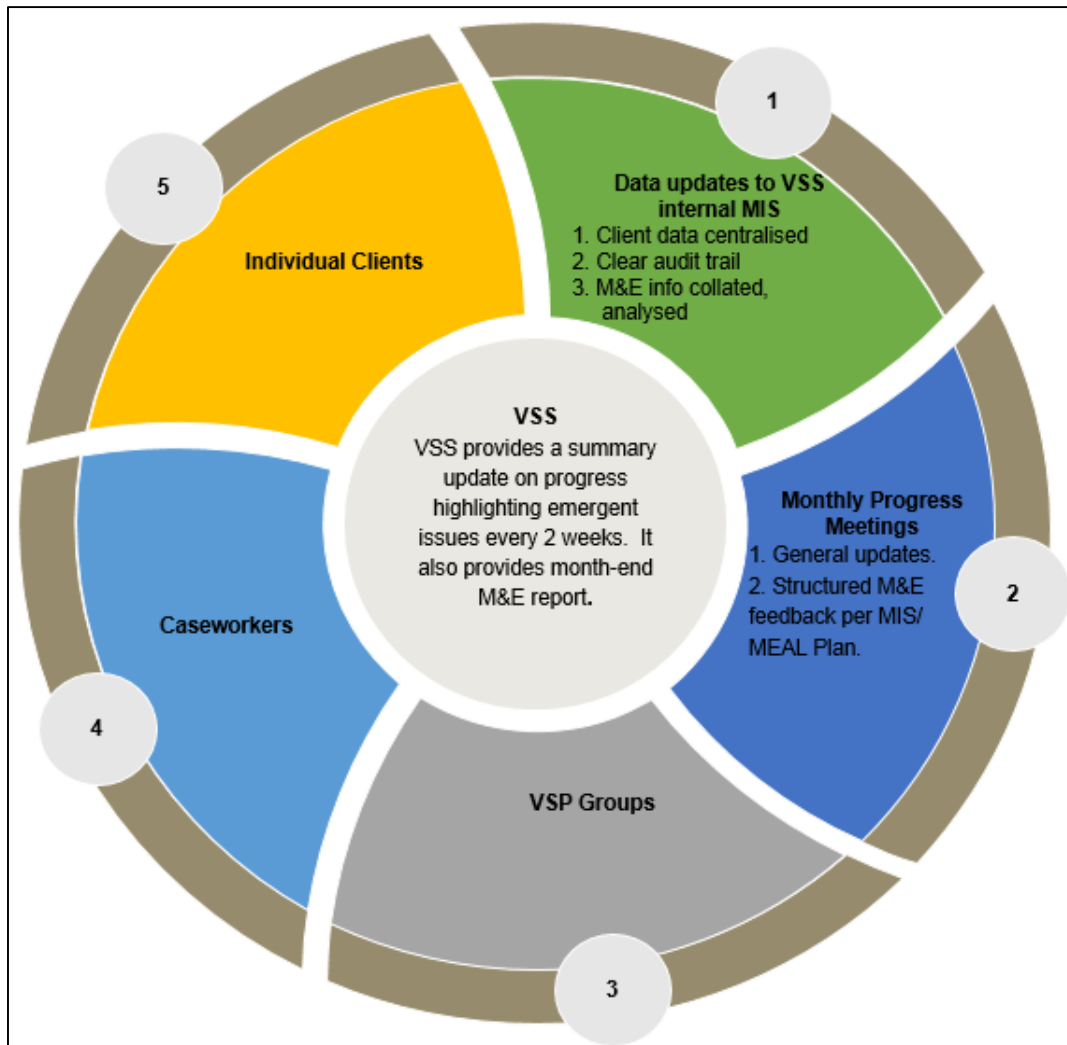 1
Data updates to VSS
internal MIS
1. Client data centralised
2. Clear audit trail
3. M&E info collated,
analysed
2
Monthly Progress
Meetings
1. General updates.
2. Structured M&E
feedback per MIS/
MEAL Plan.
3
VSP Groups
4
Caseworkers
5
Individual Clients
VSS
VSS provides a summary
update on progress
highlighting emergent
issues every 2 weeks.  It
also provides month-end
M&E report.